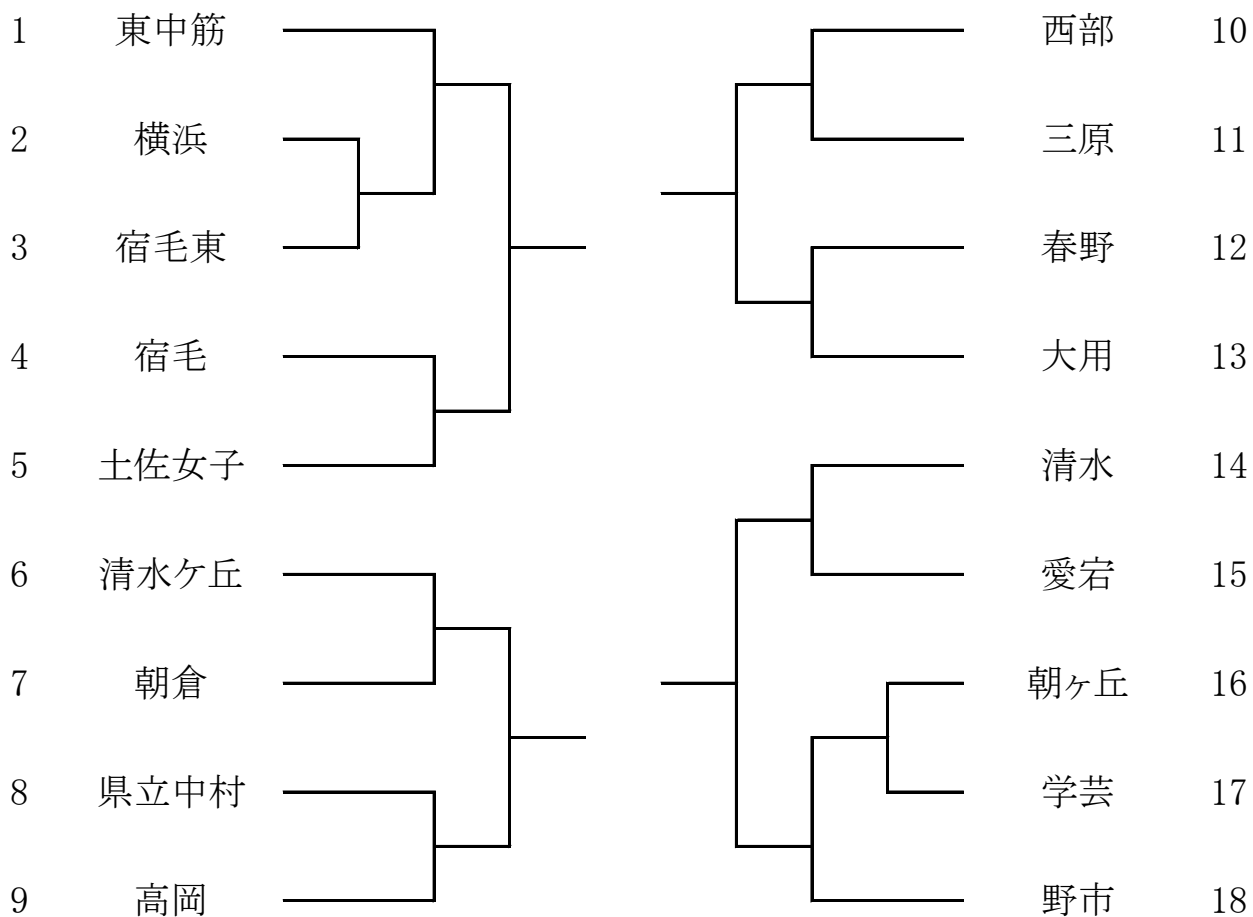 1 東中筋 西部 10
2 横浜 三原 11
3 宿毛東 春野 12
4 宿毛 大用 13
5 土佐女子 清水 14
6 清水ケ丘 愛宕 15
7 朝倉 朝ヶ丘 16
8 県立中村 学芸 17
9 高岡 野市 18